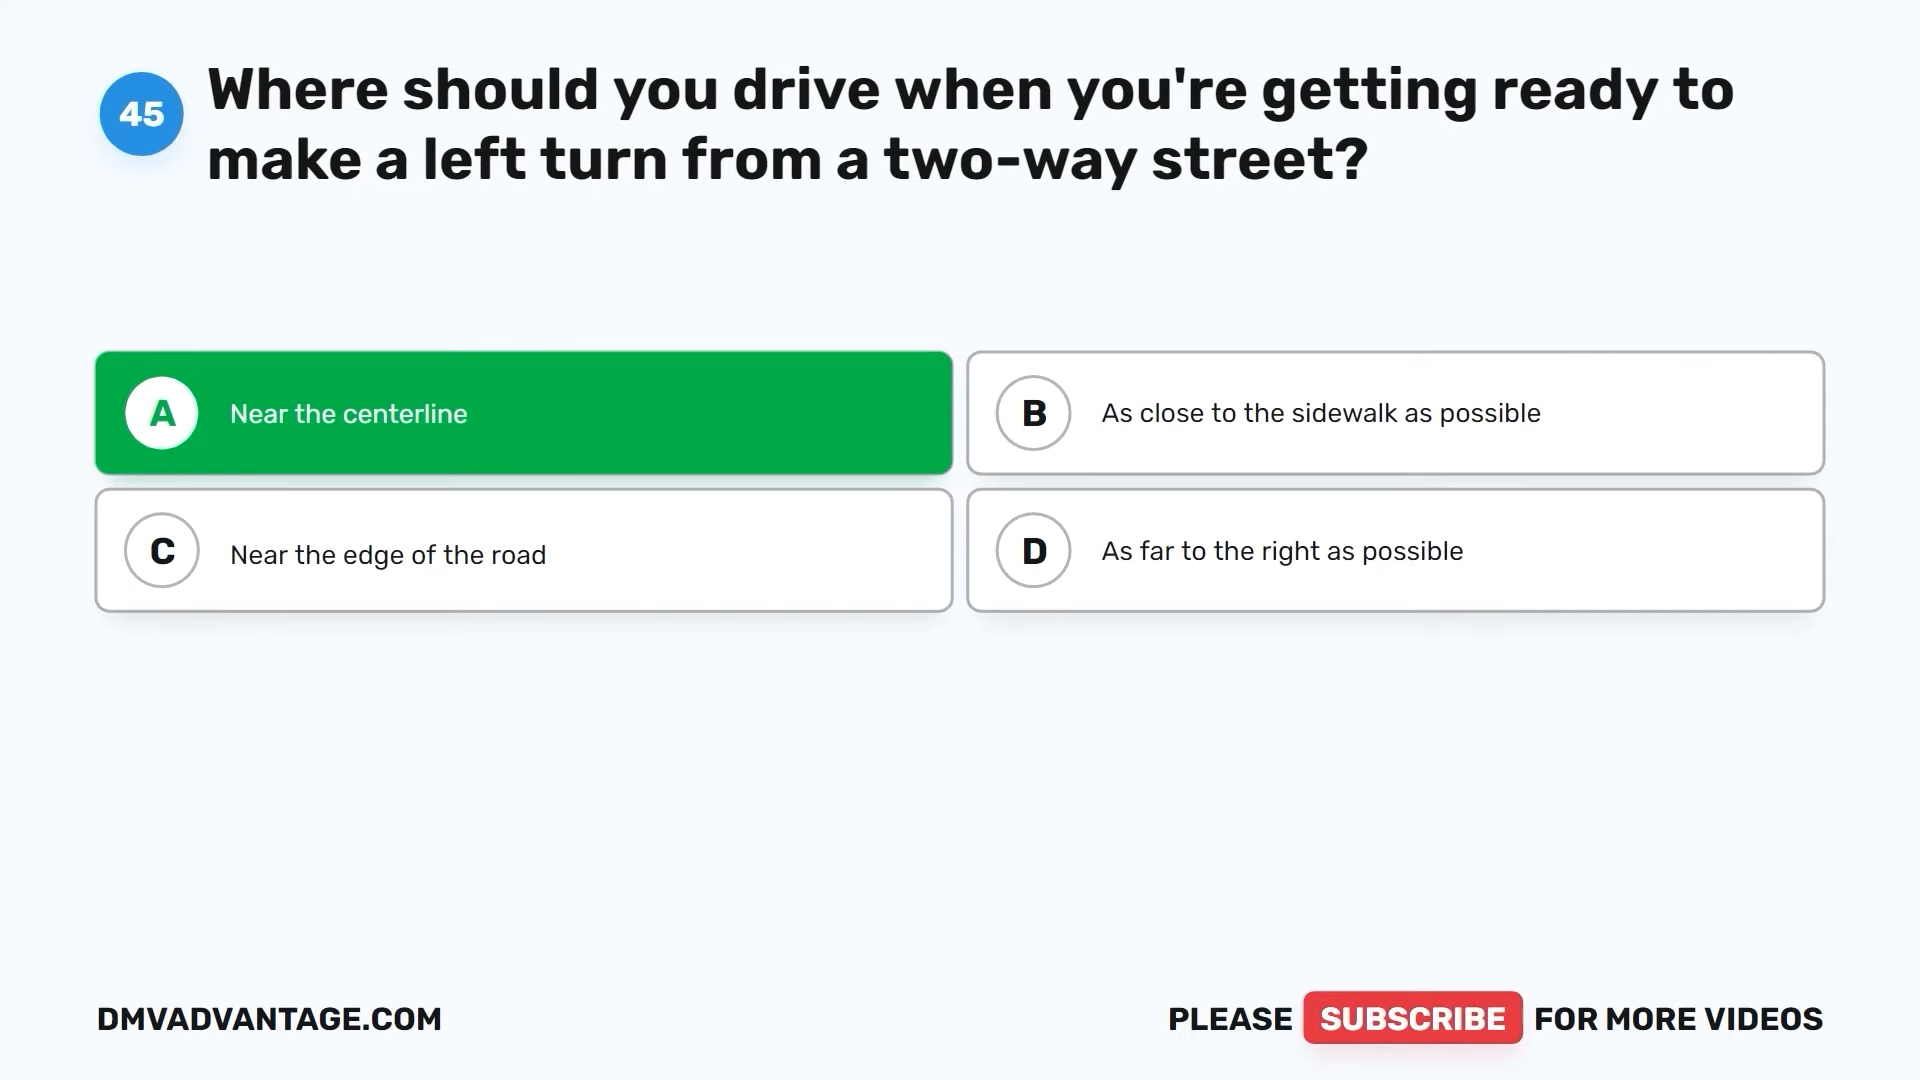 45
Where should you drive when you're getting ready to
make a left turn from a two-way street?
A Near the centerline
B As close to the sidewalk as possible
C Near the edge of the road
D As far to the right as possible
DMVADVANTAGE.COM
PLEASE SUBSCRIBE FOR MORE VIDEOS